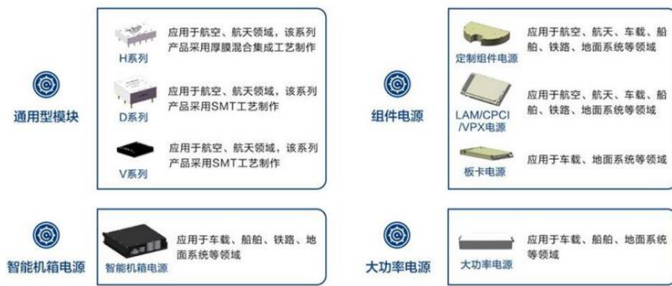 通用型模块
H系列
应用于航空、航天领域，该系列
产品采用厚膜混合集成工艺制作
D系列
应用于航空、航天领域，该系列
产品采用SMT工艺制作
V系列
应用于航空、航天领域，该系列
产品采用SMT工艺制作
组件电源
定制组件电源
应用于航空、航天、车载、船
舶、铁路、地面系统等领域
LAM/CPCI
/VPX电源
应用于航空、航天、车载、船
舶、铁路、地面系统等领域
板卡电源
应用于车载、地面系统等领域
智能机箱电源
智能机箱电源
应用于车载、船舶、铁路、地
面系统等领域
大功率电源
大功率电源
应用于车载、船舶、地面系统
等领域